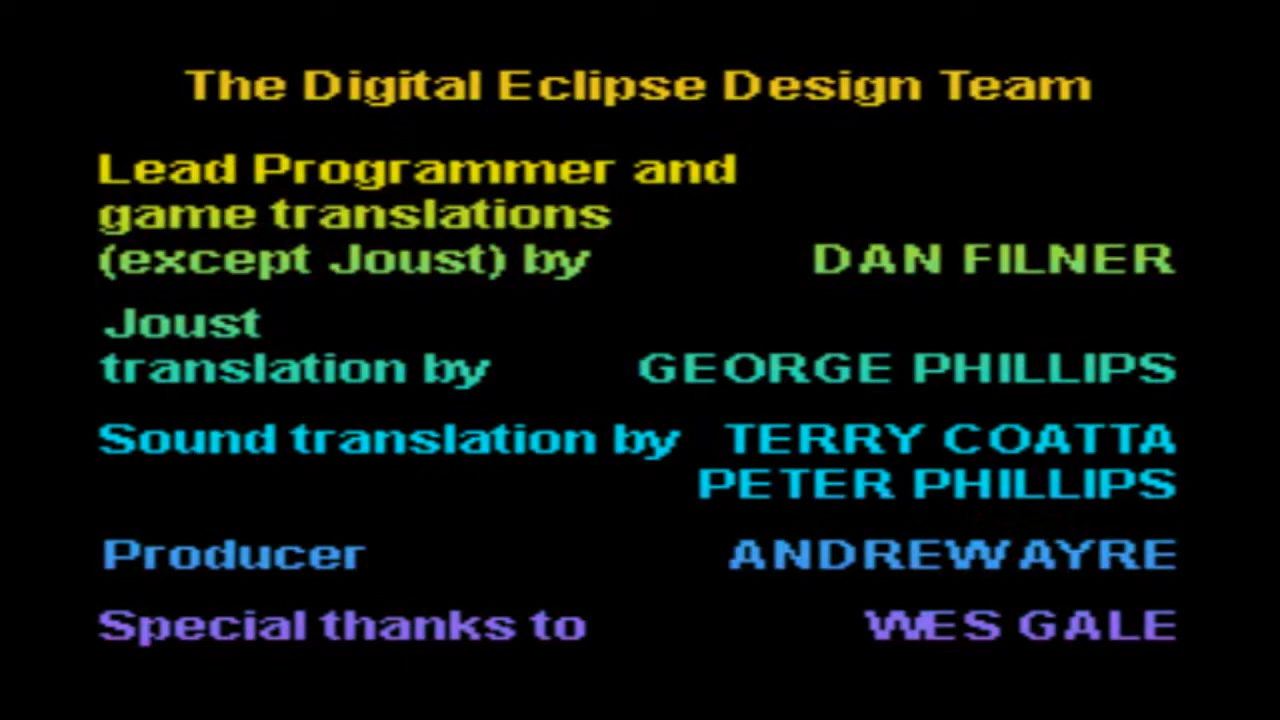 The Digital Eclipse Design Team
Lead Programmer and
game translations
(except Joust) by DAN FILNER
Joust
translation by GEORGE PHILLIPS
Sound translation by TERRY COATTA
PETER PHILLIPS
Producer ANDREW AYRE
Special thanks to WES GALE